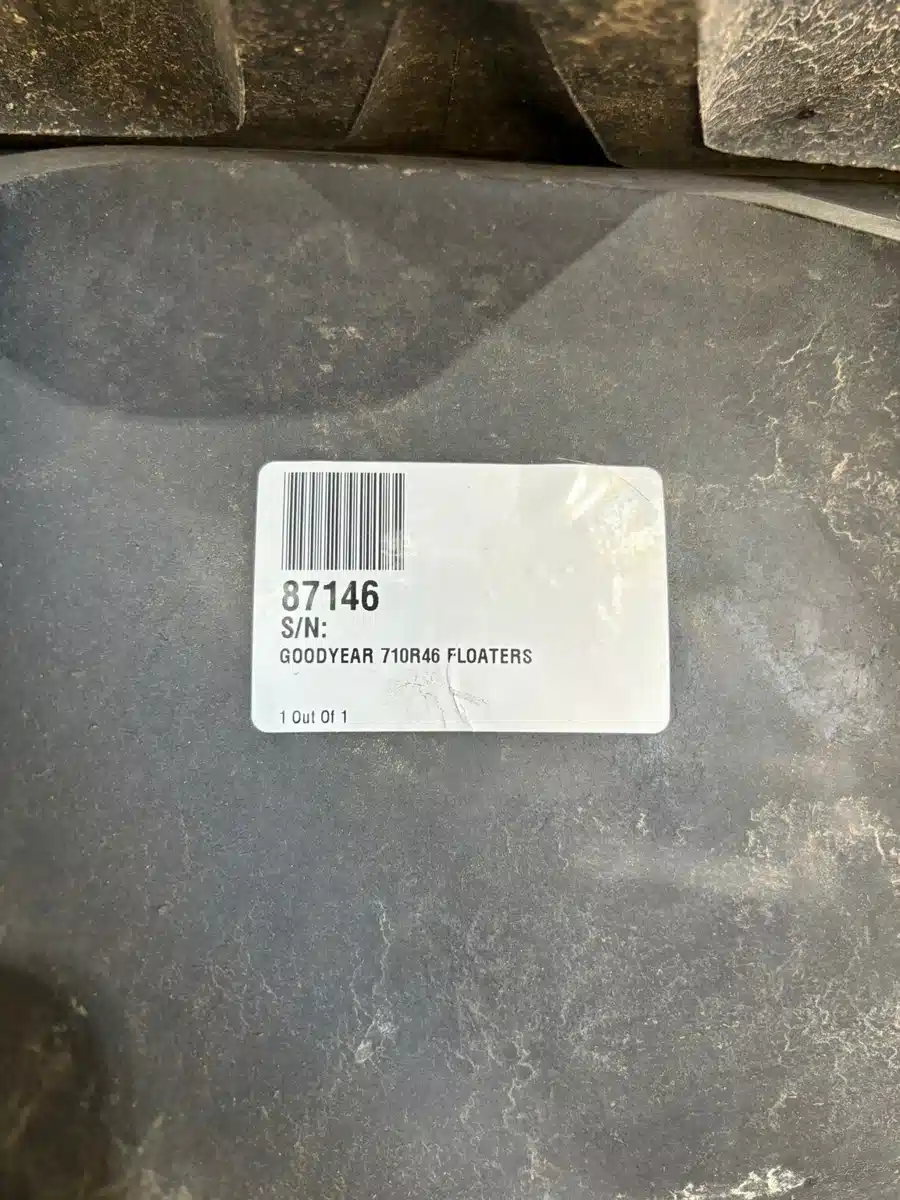 87146
S/N:
GOODYEAR 710R46 FLOATERS
1 Out Of 1